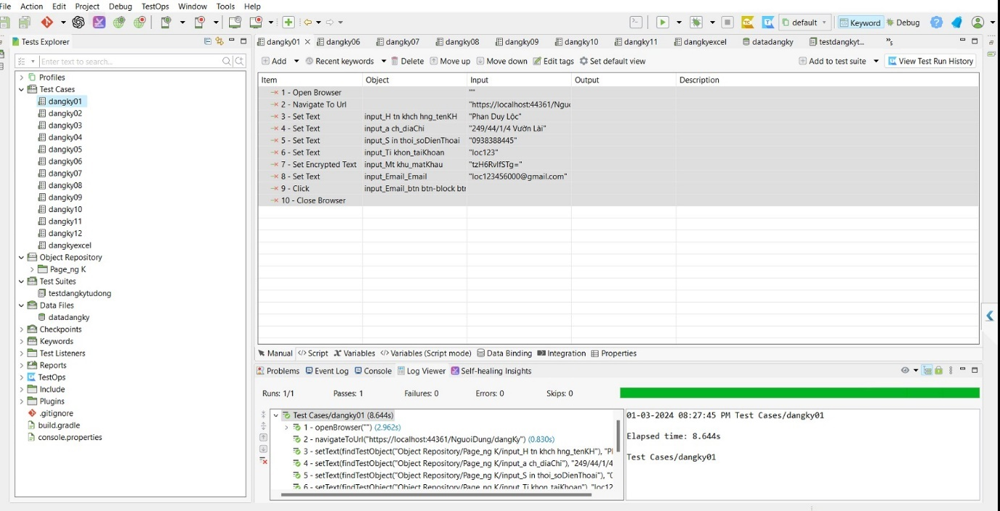 File Action Edit Project Debug TestOps Window Tools Help
default Keyword Debug
Tests Explorer
dangky01 dangky06 dangky07 dangky08 dangky09 dangky10 dangky11 dangkyexcel datadangky testdangkyt... »5
Enter text to search...
Add Recent keywords Delete Move up Move down Edit tags Set default view Add to test suite View Test Run History
Profiles
Test Cases
dangky01
dangky02
dangky03
dangky04
dangky05
dangky06
dangky07
dangky08
dangky09
dangky10
dangky11
dangky12
dangkyexcel
Object Repository
Page_ng K
Test Suites
testdangkytudong
Data Files
datadangky
Checkpoints
Keywords
Test Listeners
Reports
TestOps
Include
Plugins
.gitignore
build.gradle
console.properties
Item Object Input Output Description
1 - Open Browser ""
2 - Navigate To Url "https://localhost:44361/Nguo
3 - Set Text input_H tn khch hng_tenKH "Phan Duy Lộc"
4 - Set Text input_a ch_diaChi "249/44/1/4 Vườn Lài"
5 - Set Text input_S in thoi_soDienThoai "0938388445"
6 - Set Text input_Ti khon_taiKhoan "loc123"
7 - Set Encrypted Text input_Mt khu_matKhau "tzH6RvlfSTg="
8 - Set Text input_Email_Email "loc123456000@gmail.com"
9 - Click input_Email_btn btn-block btn
10 - Close Browser
Manual Script Variables Variables (Script mode) Data Binding Integration Properties
Problems Event Log Console Log Viewer Self-healing Insights
Runs: 1/1 Passes: 1 Failures: 0 Errors: 0 Skips: 0
Test Cases/dangky01 (8.644s)
1 - openBrowser("") (2.962s)
2 - navigateToUrl("https://localhost:44361/NguoiDung/dangKy") (0.830s)
3 - setText(findTestObject("Object Repository/Page_ng K/input_H tn khch hng_tenKH"), "Pl
4 - setText(findTestObject("Object Repository/Page_ng K/input_a ch_diaChi"), "249/44/1/4
5 - setText(findTestObject("Object Repository/Page_ng K/input_S in thoi_soDienThoai"), "0
6 - setText(findTestObject("Object Repository/Page_ng K/input_Ti khon_taiKhoan"), "loc12
01-03-2024 08:27:45 PM Test Cases/dangky01
Elapsed time: 8.644s
Test Cases/dangky01